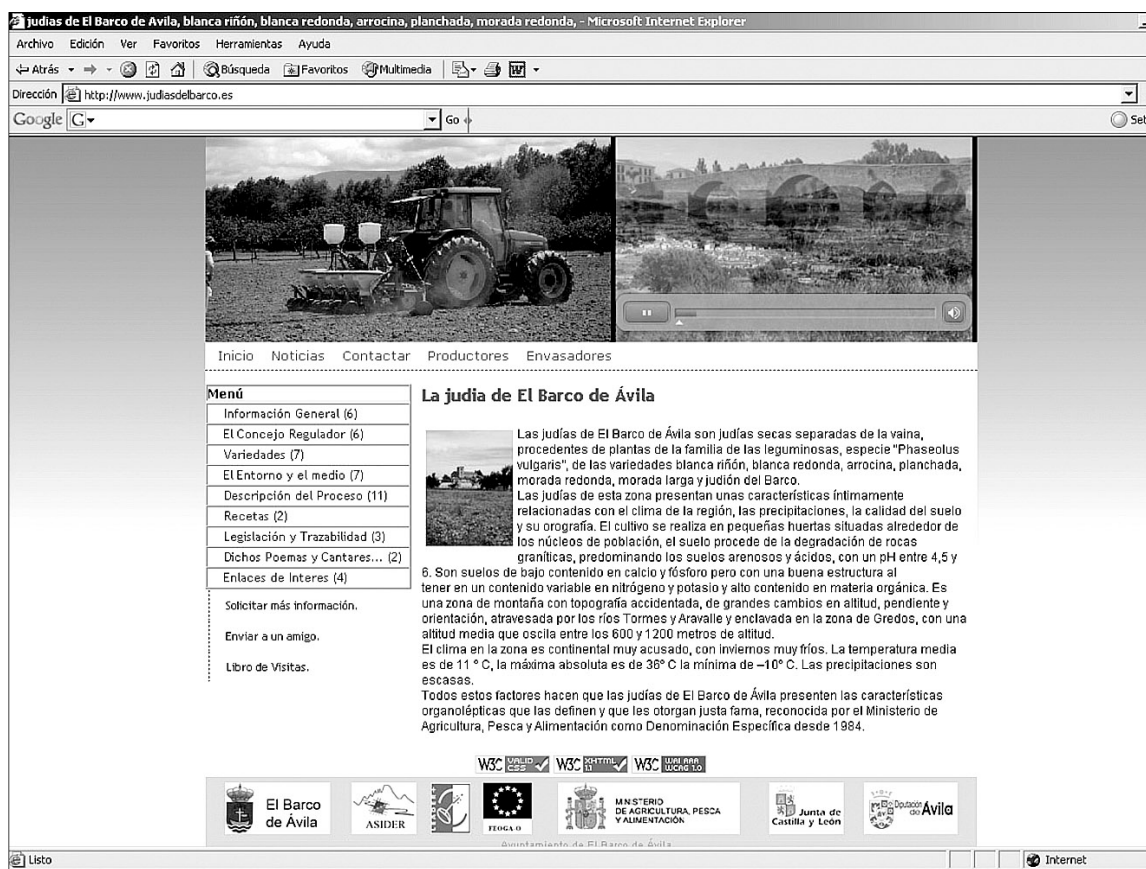 judias de El Barco de Avila, blanca riñón, blanca redonda, arrocina, planchada, morada redonda, - Microsoft Internet Explorer
Archivo Edición Ver Favoritos Herramientas Ayuda
Atrás Búsqueda Favoritos Multimedia
Dirección http://www.judiasdelbarco.es
Google G Go Set
Inicio Noticias Contactar Productores Envasadores
Menú
Información General (6)
El Concejo Regulador (6)
Variedades (7)
El Entorno y el medio (7)
Descripción del Proceso (11)
Recetas (2)
Legislación y Trazabilidad (3)
Dichos Poemas y Cantares... (2)
Enlaces de Interes (4)
Solicitar más información.
Enviar a un amigo.
Libro de Visitas.
La judia de El Barco de Ávila
Las judías de El Barco de Ávila son judías secas separadas de la vaina,
procedentes de plantas de la familia de las leguminosas, especie "Phaseolus
vulgaris", de las variedades blanca riñón, blanca redonda, arrocina, planchada,
morada redonda, morada larga y judión del Barco.
Las judías de esta zona presentan unas características íntimamente
relacionadas con el clima de la región, las precipitaciones, la calidad del suelo
y su orografía. El cultivo se realiza en pequeñas huertas situadas alrededor de
los núcleos de población, el suelo procede de la degradación de rocas
graníticas, predominando los suelos arenosos y ácidos, con un pH entre 4,5 y
6. Son suelos de bajo contenido en calcio y fósforo pero con una buena estructura al
tener en un contenido variable en nitrógeno y potasio y alto contenido en materia orgánica. Es
una zona de montaña con topografía accidentada, de grandes cambios en altitud, pendiente y
orientación, atravesada por los ríos Tormes y Aravalle y enclavada en la zona de Gredos, con una
altitud media que oscila entre los 600 y 1200 metros de altitud.
El clima en la zona es continental muy acusado, con inviernos muy fríos. La temperatura media
es de 11 º C, la máxima absoluta es de 36º C la mínima de –10º C. Las precipitaciones son
escasas.
Todos estos factores hacen que las judías de El Barco de Ávila presenten las características
organolépticas que las definen y que les otorgan justa fama, reconocida por el Ministerio de
Agricultura, Pesca y Alimentación como Denominación Específica desde 1984.
W3C VALID CSS W3C XHTML 1.1 W3C WAI AAA WCAG 1.0
El Barco
de Ávila
ASIDER
FEOGA-O
MINISTERIO
DE AGRICULTURA, PESCA
Y ALIMENTACIÓN
Junta de
Castilla y León
Diputación de Ávila
Ayuntamiento de El Barco de Ávila
Listo Internet